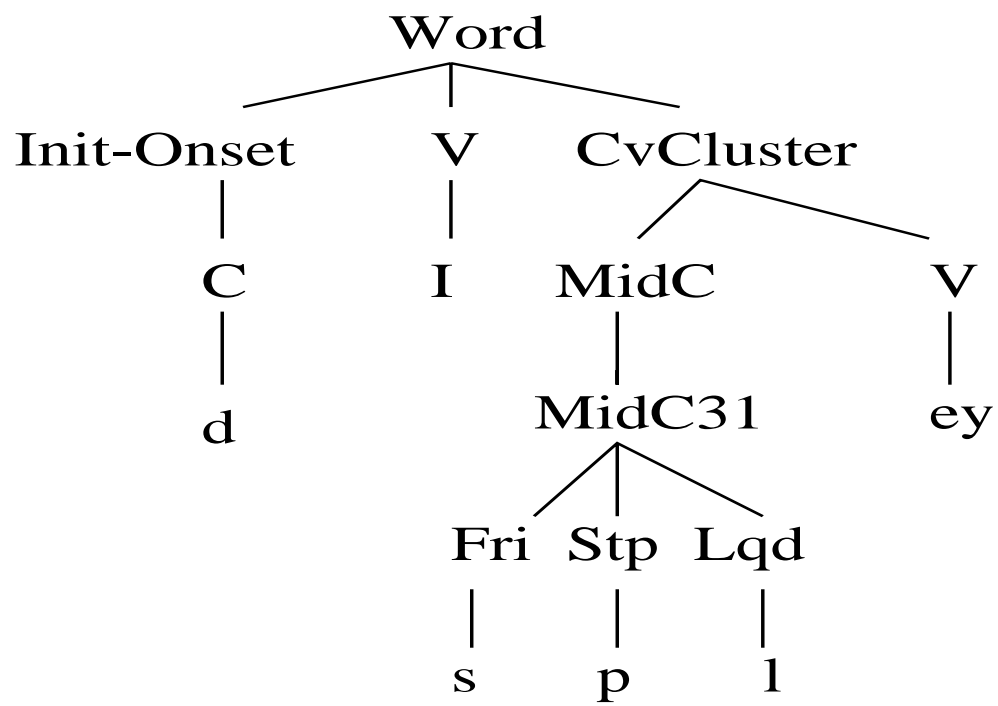 Word
Init-Onset V CvCluster
C I MidC V
d MidC31 ey
Fri Stp Lqd
s p l